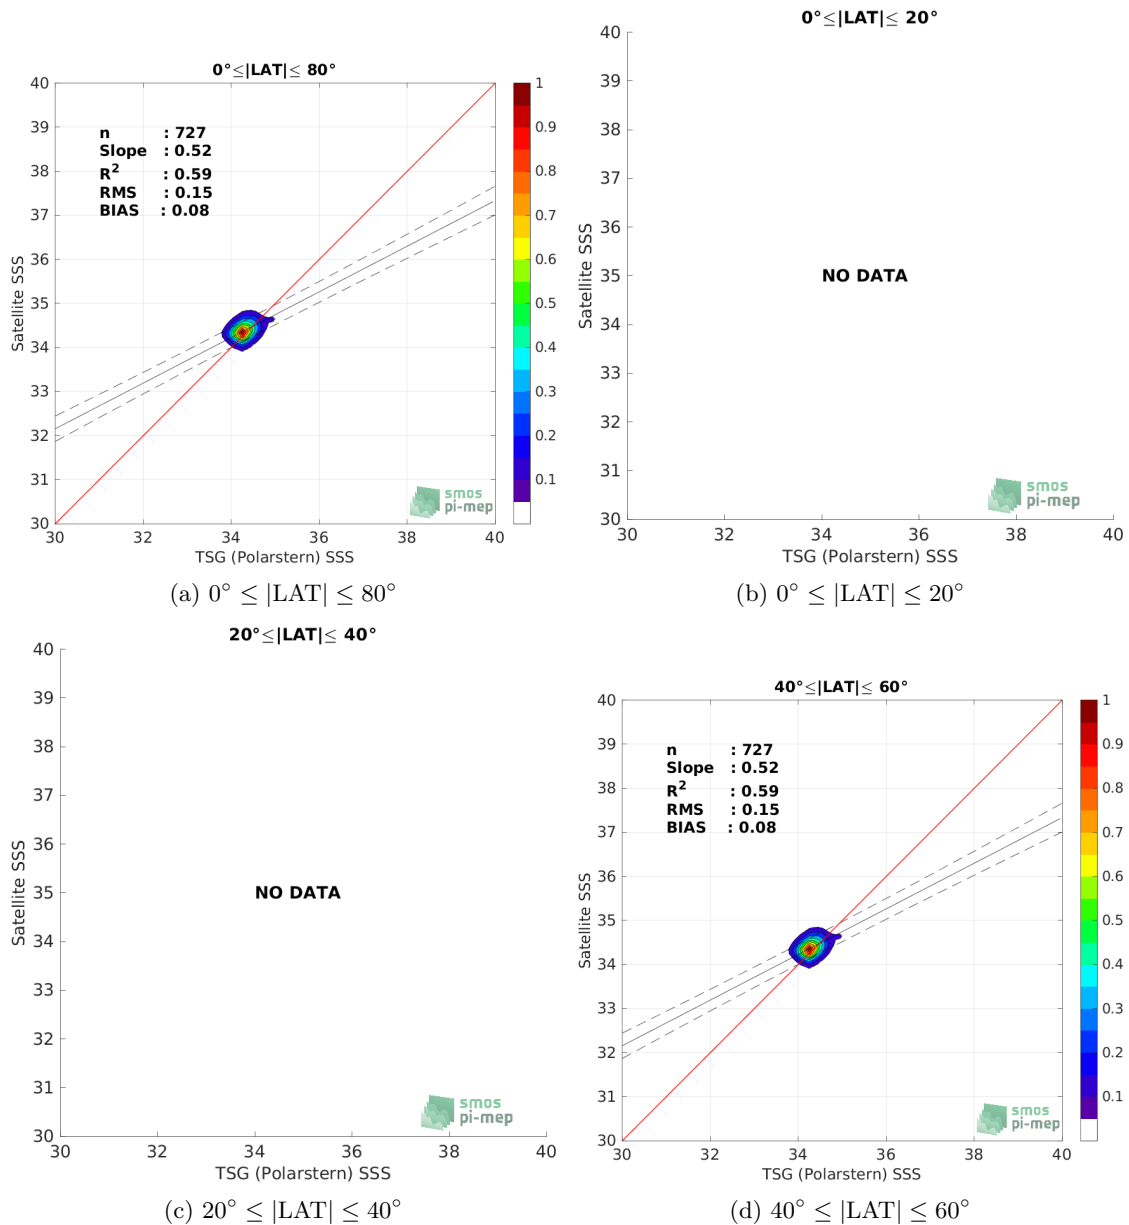 0°≤|LAT|≤ 80°
40
39
38
37
36
35
34
33
32
31
30
30
32
34
36
38
40
Satellite SSS
TSG (Polarstern) SSS
n : 727
Slope : 0.52
R² : 0.59
RMS : 0.15
BIAS : 0.08
1
0.9
0.8
0.7
0.6
0.5
0.4
0.3
0.2
0.1
smos
pi-mep
(a) 0° ≤ |LAT| ≤ 80°
0°≤|LAT|≤ 20°
40
39
38
37
36
35
34
33
32
31
30
30
32
34
36
38
40
Satellite SSS
TSG (Polarstern) SSS
NO DATA
smos
pi-mep
(b) 0° ≤ |LAT| ≤ 20°
20°≤|LAT|≤ 40°
40
39
38
37
36
35
34
33
32
31
30
30
32
34
36
38
40
Satellite SSS
TSG (Polarstern) SSS
NO DATA
smos
pi-mep
(c) 20° ≤ |LAT| ≤ 40°
40°≤|LAT|≤ 60°
40
39
38
37
36
35
34
33
32
31
30
30
32
34
36
38
40
Satellite SSS
TSG (Polarstern) SSS
n : 727
Slope : 0.52
R² : 0.59
RMS : 0.15
BIAS : 0.08
1
0.9
0.8
0.7
0.6
0.5
0.4
0.3
0.2
0.1
smos
pi-mep
(d) 40° ≤ |LAT| ≤ 60°